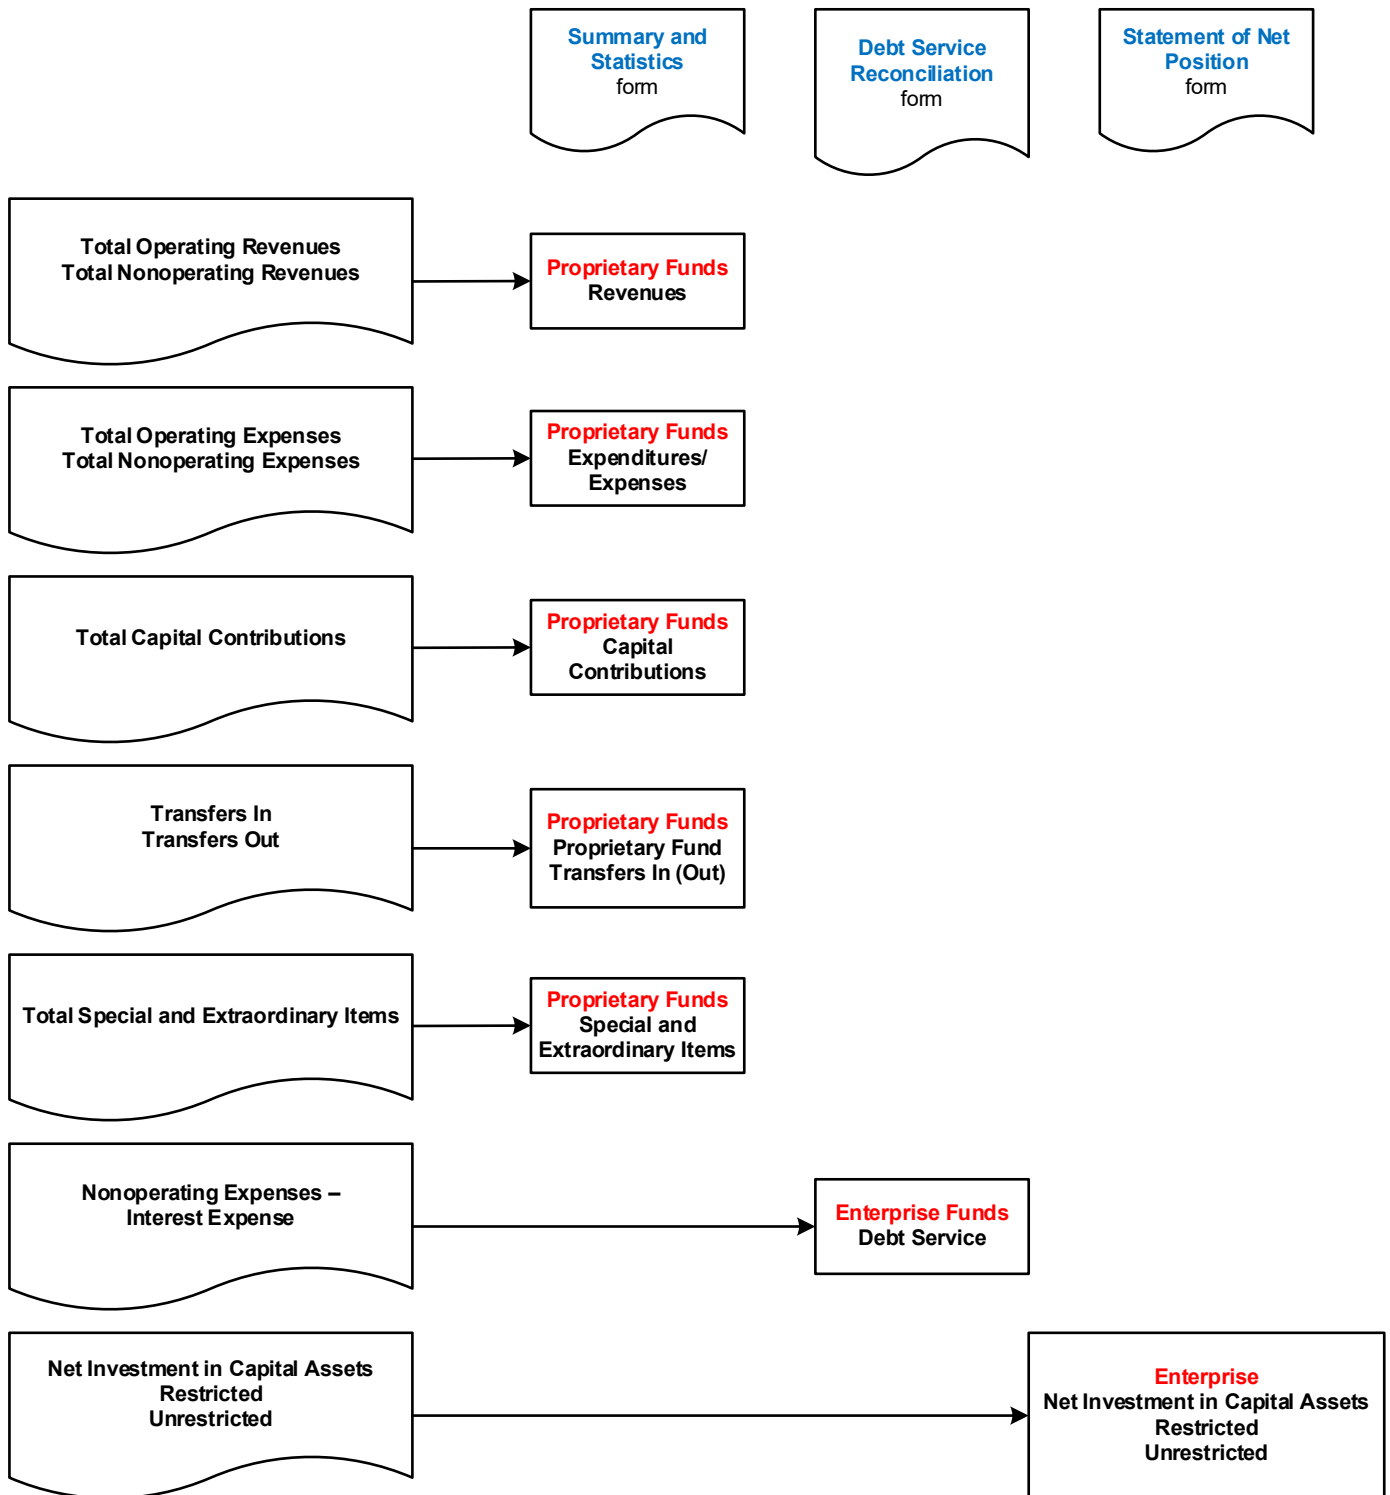 Summary and
Statistics
form
Debt Service
Reconciliation
form
Statement of Net
Position
form
Total Operating Revenues
Total Nonoperating Revenues
Proprietary Funds
Revenues
Total Operating Expenses
Total Nonoperating Expenses
Proprietary Funds
Expenditures/
Expenses
Total Capital Contributions
Proprietary Funds
Capital
Contributions
Transfers In
Transfers Out
Proprietary Funds
Proprietary Fund
Transfers In (Out)
Total Special and Extraordinary Items
Proprietary Funds
Special and
Extraordinary Items
Nonoperating Expenses –
Interest Expense
Enterprise Funds
Debt Service
Net Investment in Capital Assets
Restricted
Unrestricted
Enterprise
Net Investment in Capital Assets
Restricted
Unrestricted